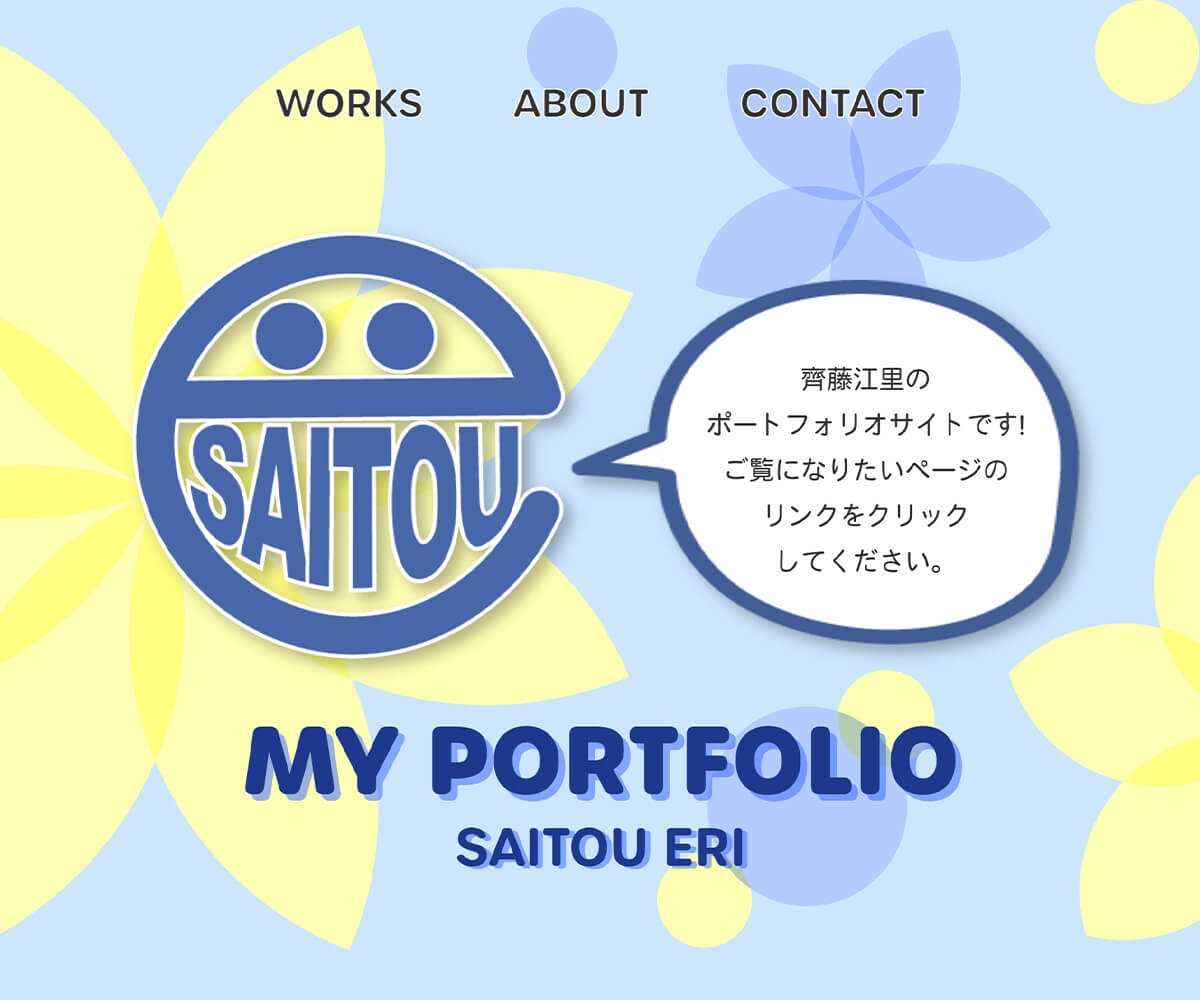 WORKS ABOUT CONTACT
SAITOU
齊藤江里の
ポートフォリオサイトです!
ご覧になりたいページの
リンクをクリック
してください。
MY PORTFOLIO
SAITOU ERI